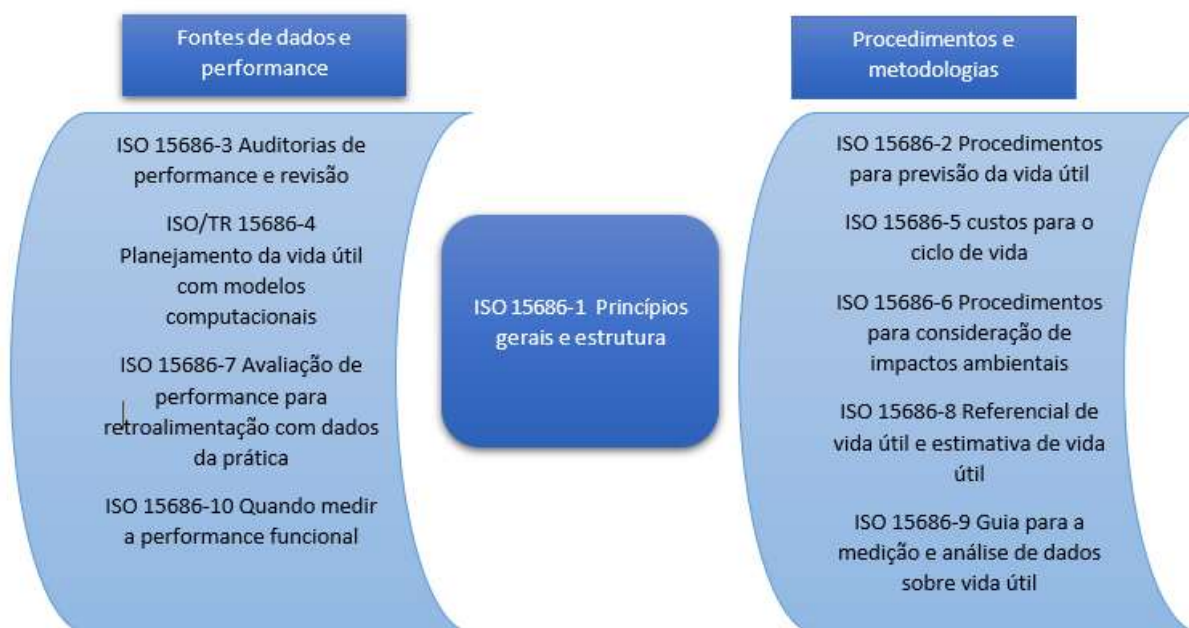 Fontes de dados e
performance
ISO 15686-3 Auditorias de
performance e revisão
ISO/TR 15686-4
Planejamento da vida útil
com modelos
computacionais
ISO 15686-7 Avaliação de
performance para
retroalimentação com dados
da prática
ISO 15686-10 Quando medir
a performance funcional
ISO 15686-1 Princípios
gerais e estrutura
Procedimentos e
metodologias
ISO 15686-2 Procedimentos
para previsão da vida útil
ISO 15686-5 custos para o
ciclo de vida
ISO 15686-6 Procedimentos
para consideração de
impactos ambientais
ISO 15686-8 Referencial de
vida útil e estimativa de vida
útil
ISO 15686-9 Guia para a
medição e análise de dados
sobre vida útil